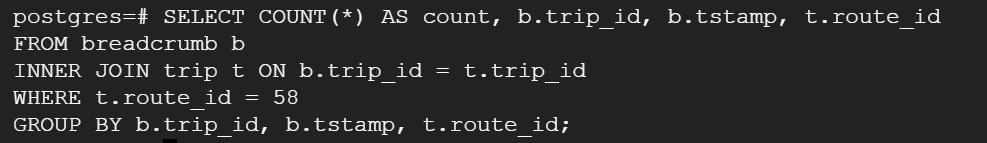 postgres=# SELECT COUNT(*) AS count, b.trip_id, b.tstamp, t.route_id
FROM breadcrumb b
INNER JOIN trip t ON b.trip_id = t.trip_id
WHERE t.route_id = 58
GROUP BY b.trip_id, b.tstamp, t.route_id;